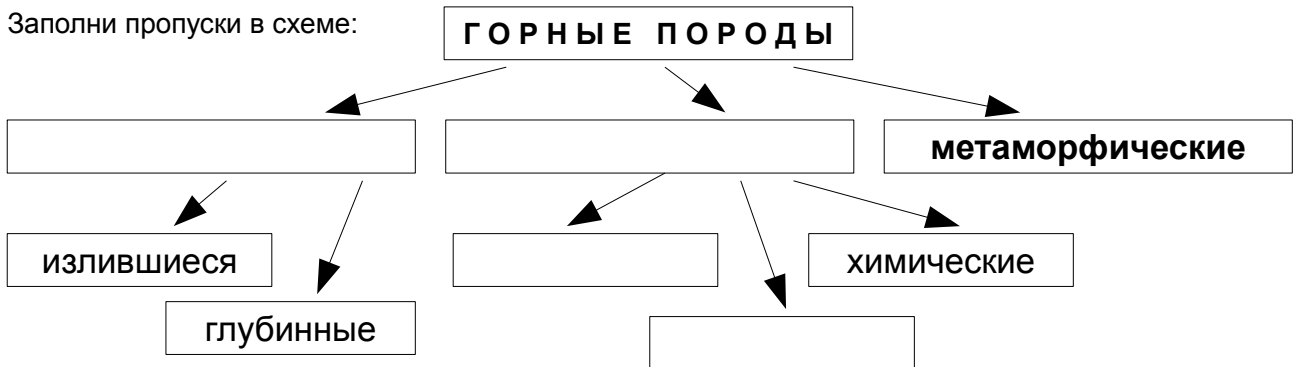 Заполни пропуски в схеме:
ГОРНЫЕ ПОРОДЫ
метаморфические
излившиеся
химические
глубинные